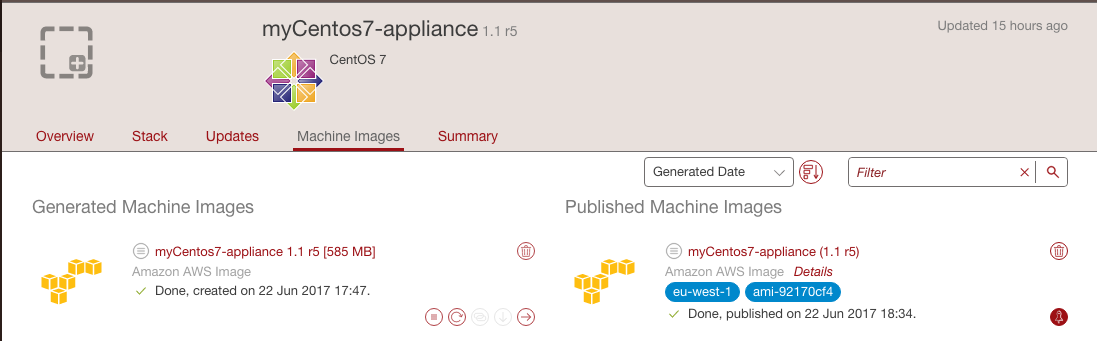 myCentos7-appliance 1.1 r5
Updated 15 hours ago
CentOS 7
Overview Stack Updates Machine Images Summary
Generated Date
Filter
Generated Machine Images
myCentos7-appliance 1.1 r5 [585 MB]
Amazon AWS Image
Done, created on 22 Jun 2017 17:47.
Published Machine Images
myCentos7-appliance (1.1 r5)
Amazon AWS Image Details
eu-west-1 ami-92170cf4
Done, published on 22 Jun 2017 18:34.